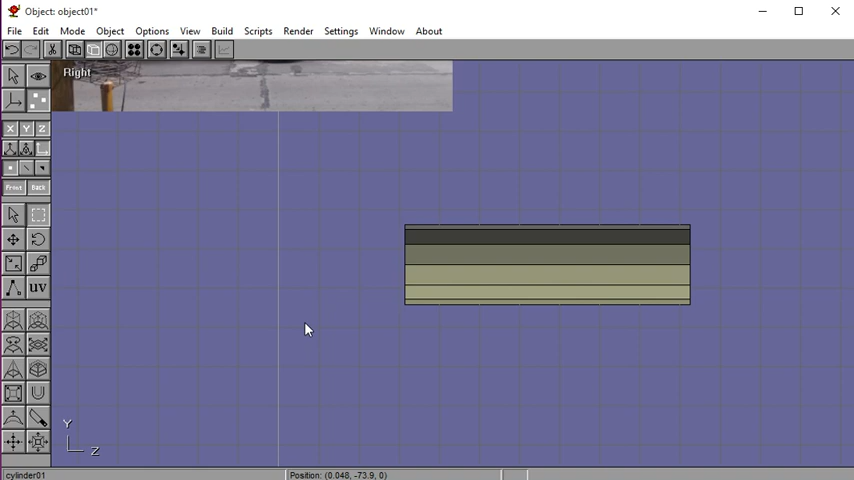 Object: object01*
File Edit Mode Object Options View Build Scripts Render Settings Window About
Right
X Y Z
Front Back
uv
Y
Z
cylinder01 Position: (0.048, -73.9, 0)